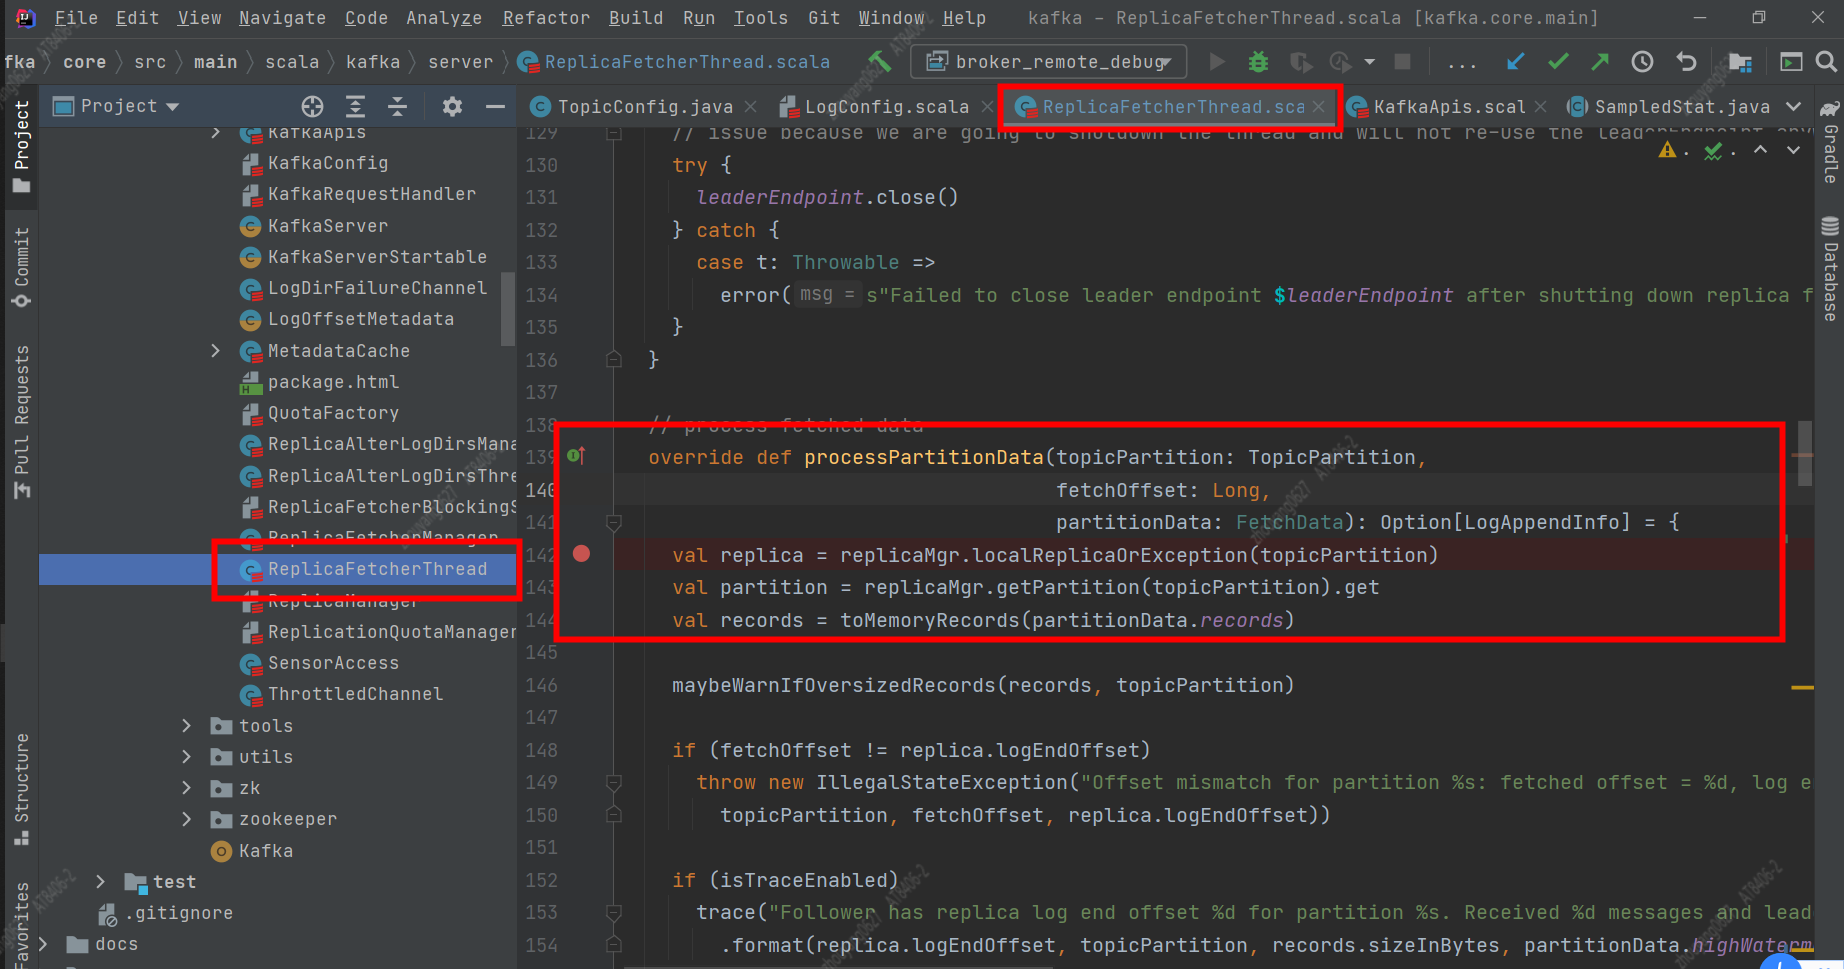 File Edit View Navigate Code Analyze Refactor Build Run Tools Git Window Help kafka – ReplicaFetcherThread.scala [kafka.core.main]
fka core src main scala kafka server ReplicaFetcherThread.scala broker_remote_debug ...
Project
TopicConfig.java LogConfig.scala ReplicaFetcherThread.sca KafkaApis.scal SampledStat.java
Project
Commit
Pull Requests
Structure
Favorites
KafkaApis
KafkaConfig
KafkaRequestHandler
KafkaServer
KafkaServerStartable
LogDirFailureChannel
LogOffsetMetadata
MetadataCache
package.html
QuotaFactory
ReplicaAlterLogDirsMana
ReplicaAlterLogDirsThre
ReplicaFetcherBlockingS
ReplicaFetcherManager
ReplicaFetcherThread
ReplicaManager
ReplicationQuotaManager
SensorAccess
ThrottledChannel
tools
utils
zk
zookeeper
Kafka
test
.gitignore
docs
129 // issue because we are going to shutdown the thread and will not re-use the leaderEndpoint any
130 try {
131 leaderEndpoint.close()
132 } catch {
133 case t: Throwable =>
134 error( msg = s"Failed to close leader endpoint $leaderEndpoint after shutting down replica f
135 }
136 }
137
138 // process fetched data
139 override def processPartitionData(topicPartition: TopicPartition,
140 fetchOffset: Long,
141 partitionData: FetchData): Option[LogAppendInfo] = {
142 val replica = replicaMgr.localReplicaOrException(topicPartition)
143 val partition = replicaMgr.getPartition(topicPartition).get
144 val records = toMemoryRecords(partitionData.records)
145
146 maybeWarnIfOversizedRecords(records, topicPartition)
147
148 if (fetchOffset != replica.logEndOffset)
149 throw new IllegalStateException("Offset mismatch for partition %s: fetched offset = %d, log e
150 topicPartition, fetchOffset, replica.logEndOffset))
151
152 if (isTraceEnabled)
153 trace("Follower has replica log end offset %d for partition %s. Received %d messages and lead
154 .format(replica.logEndOffset, topicPartition, records.sizeInBytes, partitionData.highWaterm
Gradle
Database